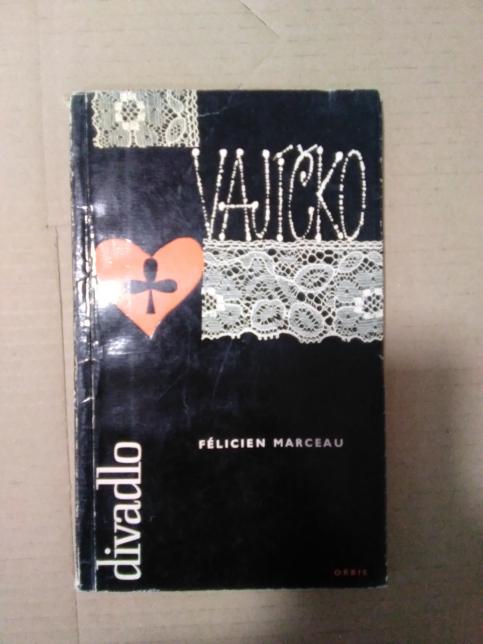 VAJÍČKO
FÉLICIEN MARCEAU
divadlo
ORBIS